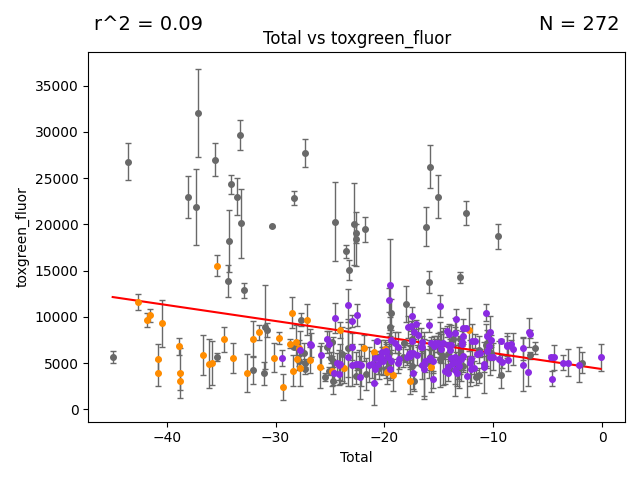 r^2 = 0.09 N = 272
Total vs toxgreen_fluor
35000
30000
25000
20000
15000
10000
5000
0
toxgreen_fluor
−40 −30 −20 −10 0
Total